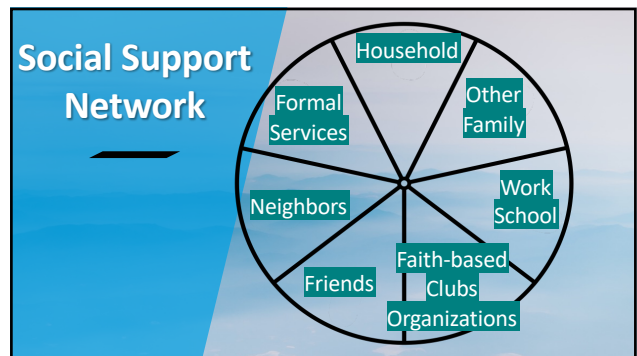 Social Support
Network
Household
Other
Family
Work
School
Faith-based
Clubs
Organizations
Friends
Neighbors
Formal
Services